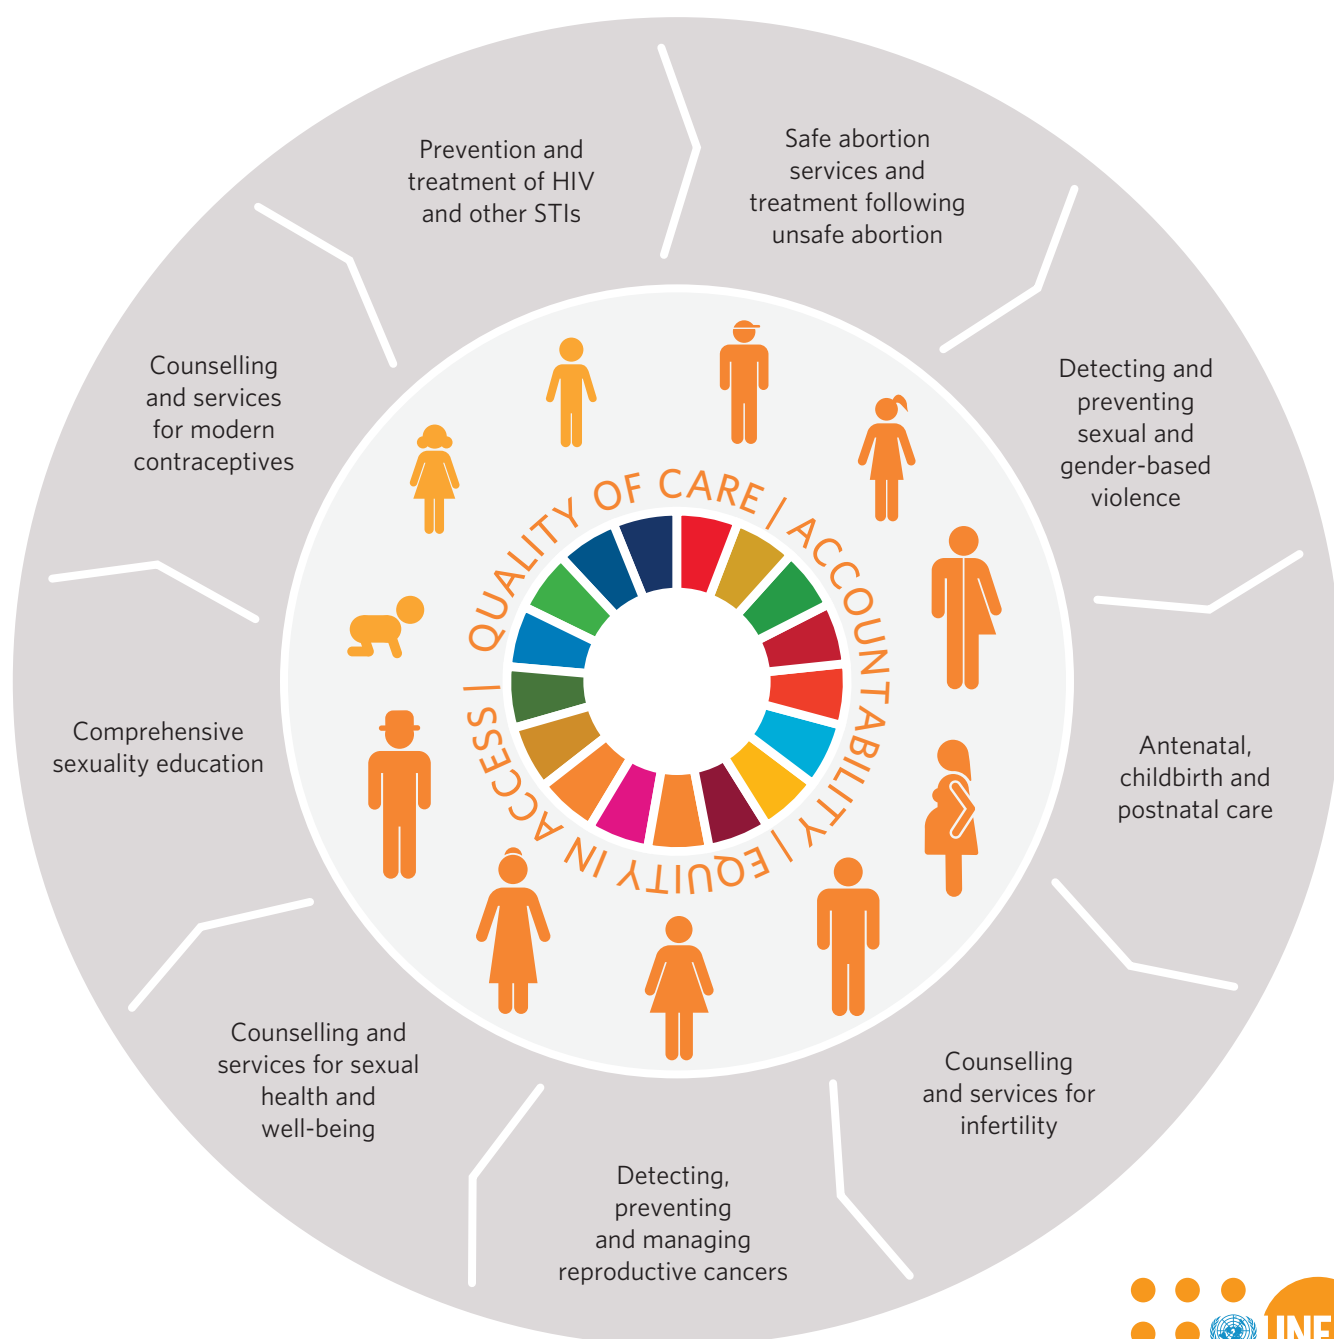 Prevention and
treatment of HIV
and other STIs
Safe abortion
services and
treatment following
unsafe abortion
Detecting and
preventing
sexual and
gender-based
violence
Antenatal,
childbirth and
postnatal care
Counselling
and services for
infertility
Detecting,
preventing
and managing
reproductive cancers
Counselling and
services for sexual
health and
well-being
Comprehensive
sexuality education
Counselling
and services
for modern
contraceptives
QUALITY OF CARE | ACCOUNTABILITY | EQUITY IN ACCESS |